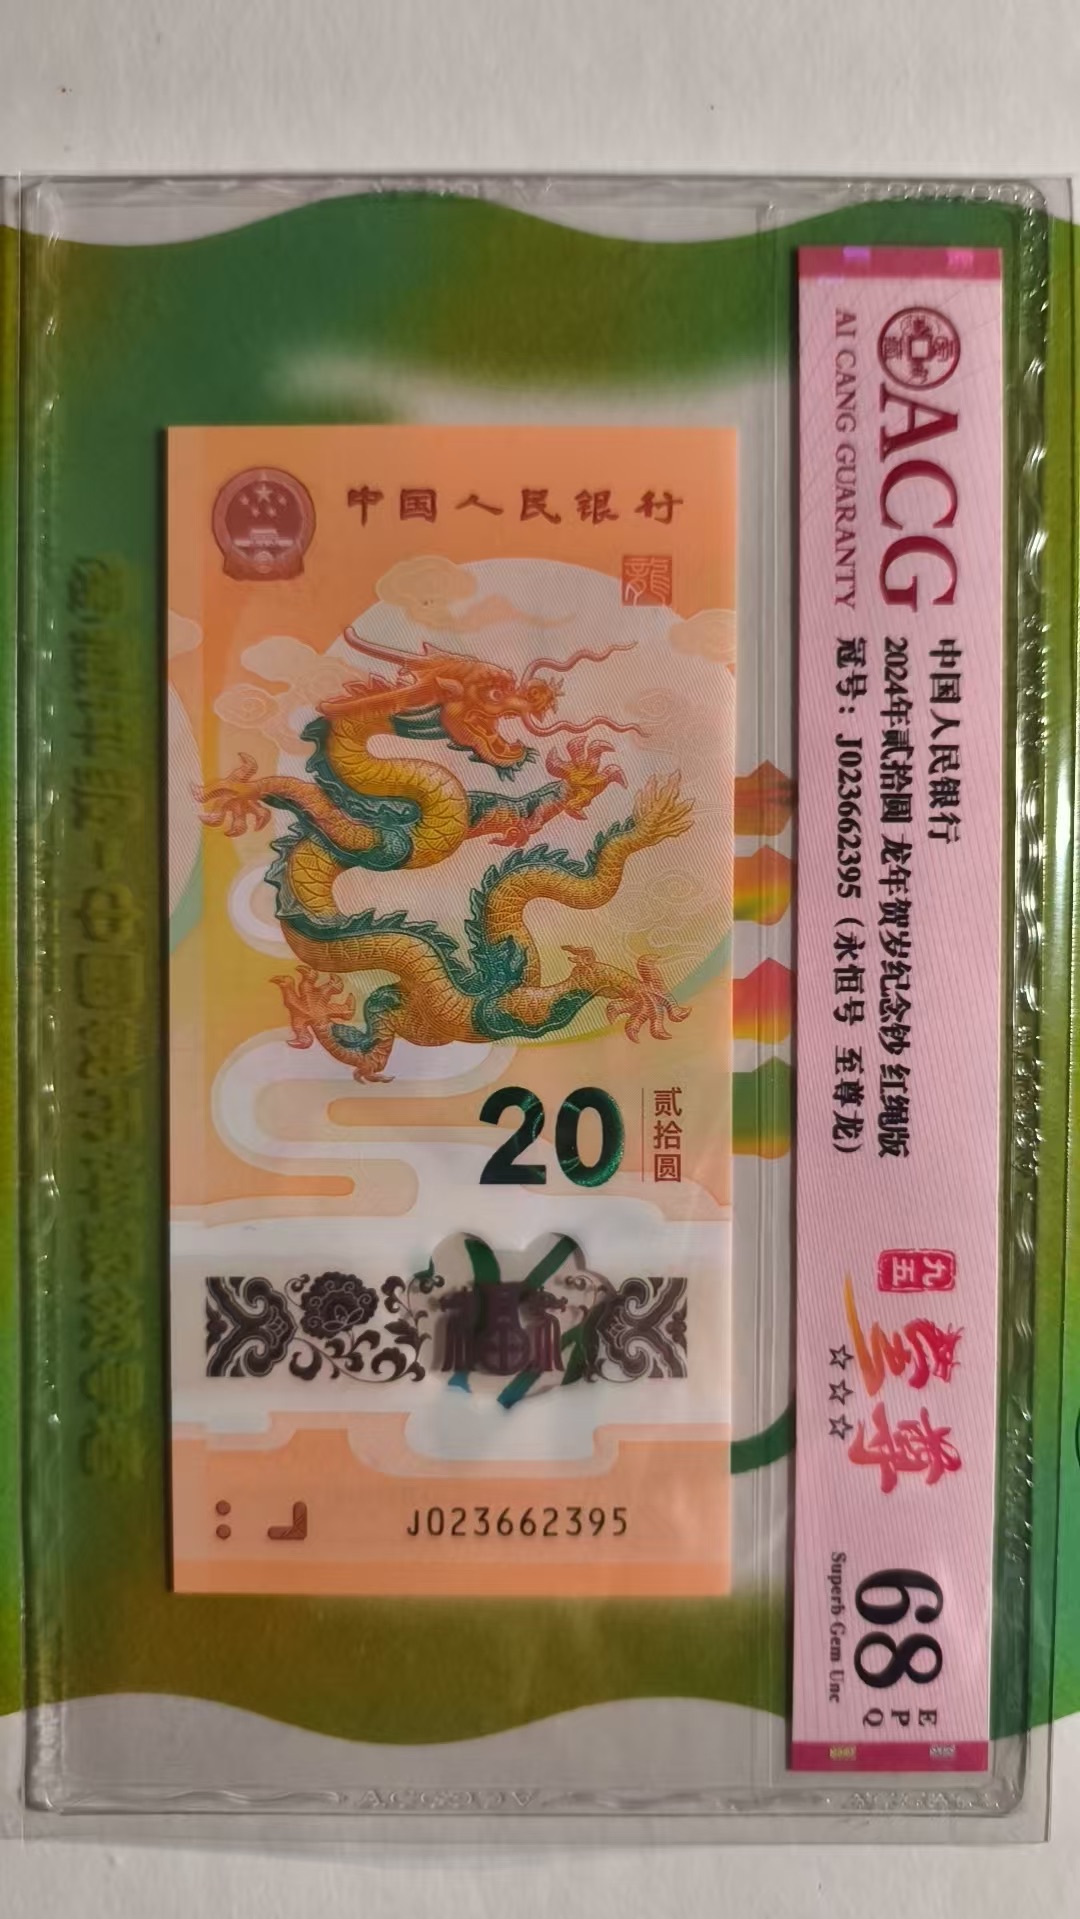 中国人民银行
龍
20
贰拾圆
J023662395
ACG
AI CANG GUARANTY
中国人民银行
2024年贰拾圆 龙年贺岁纪念钞 红绳版
冠号：J023662395（永恒号 至尊龙）
九五
至尊
☆☆☆
68
EPQ
Superb Gem Unc